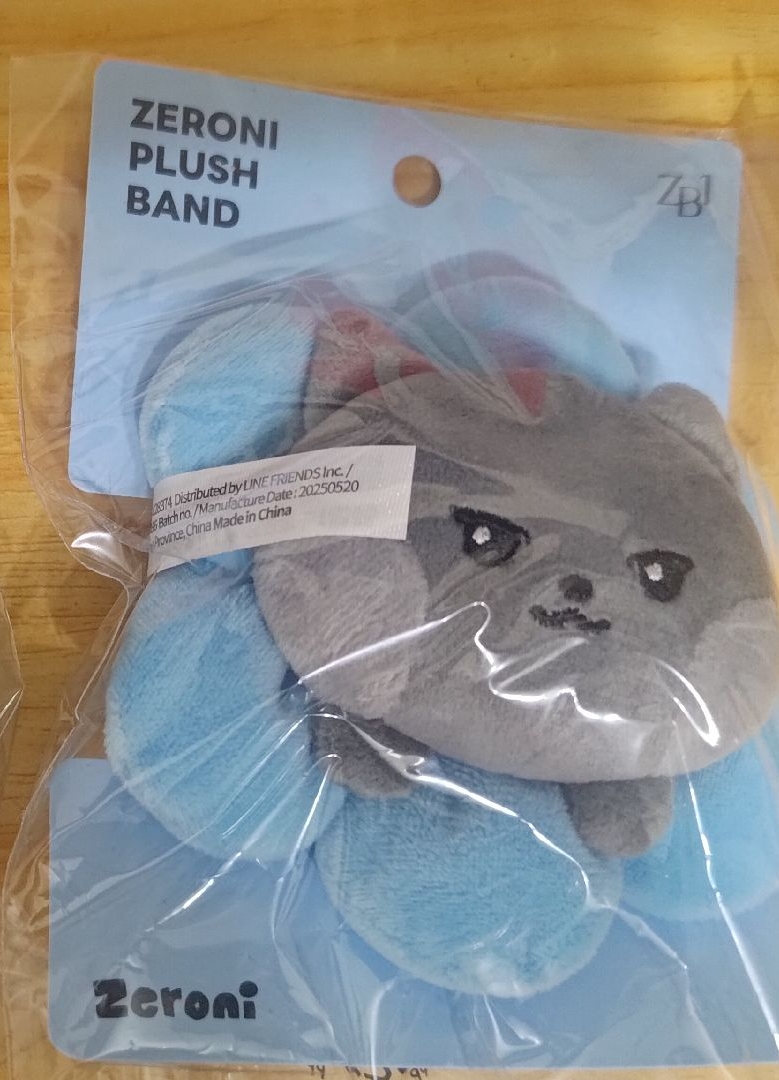 ZERONI
PLUSH
BAND
ZB1
Distributed by LINE FRIENDS Inc. /
Batch no. / Manufacture Date : 20250520
Province, China Made in China
Zeroni